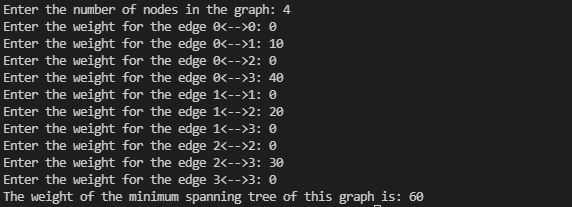 Enter the number of nodes in the graph: 4
Enter the weight for the edge 0<-->0: 0
Enter the weight for the edge 0<-->1: 10
Enter the weight for the edge 0<-->2: 0
Enter the weight for the edge 0<-->3: 40
Enter the weight for the edge 1<-->1: 0
Enter the weight for the edge 1<-->2: 20
Enter the weight for the edge 1<-->3: 0
Enter the weight for the edge 2<-->2: 0
Enter the weight for the edge 2<-->3: 30
Enter the weight for the edge 3<-->3: 0
The weight of the minimum spanning tree of this graph is: 60